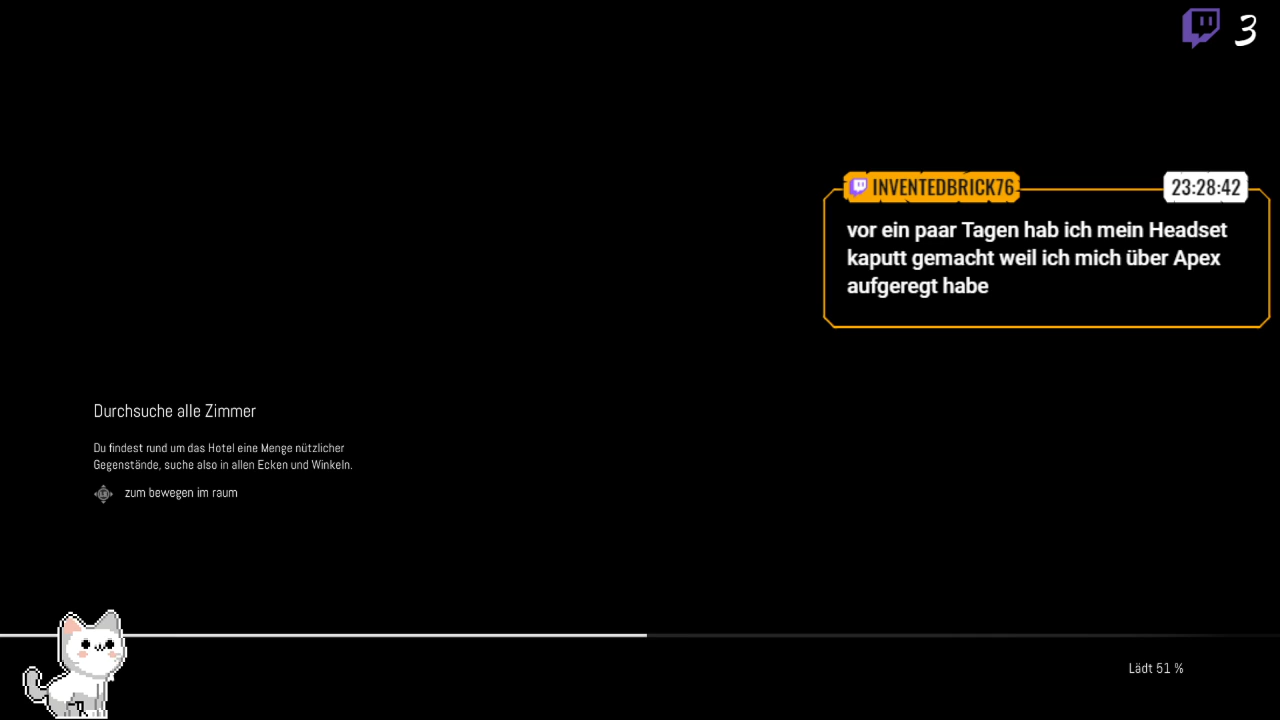 3
INVENTEDBRICK76
23:28:42
vor ein paar Tagen hab ich mein Headset
kaputt gemacht weil ich mich über Apex
aufgeregt habe
Durchsuche alle Zimmer
Du findest rund um das Hotel eine Menge nützlicher
Gegenstände, suche also in allen Ecken und Winkeln.
zum bewegen im raum
Lädt 51 %